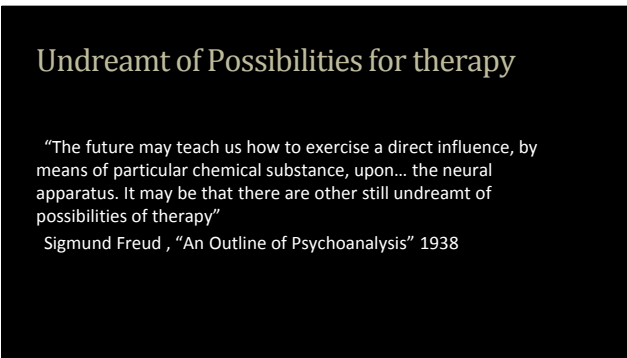 Undreamt of Possibilities for therapy
“The future may teach us how to exercise a direct influence, by
means of particular chemical substance, upon… the neural
apparatus. It may be that there are other still undreamt of
possibilities of therapy”
Sigmund Freud , “An Outline of Psychoanalysis” 1938